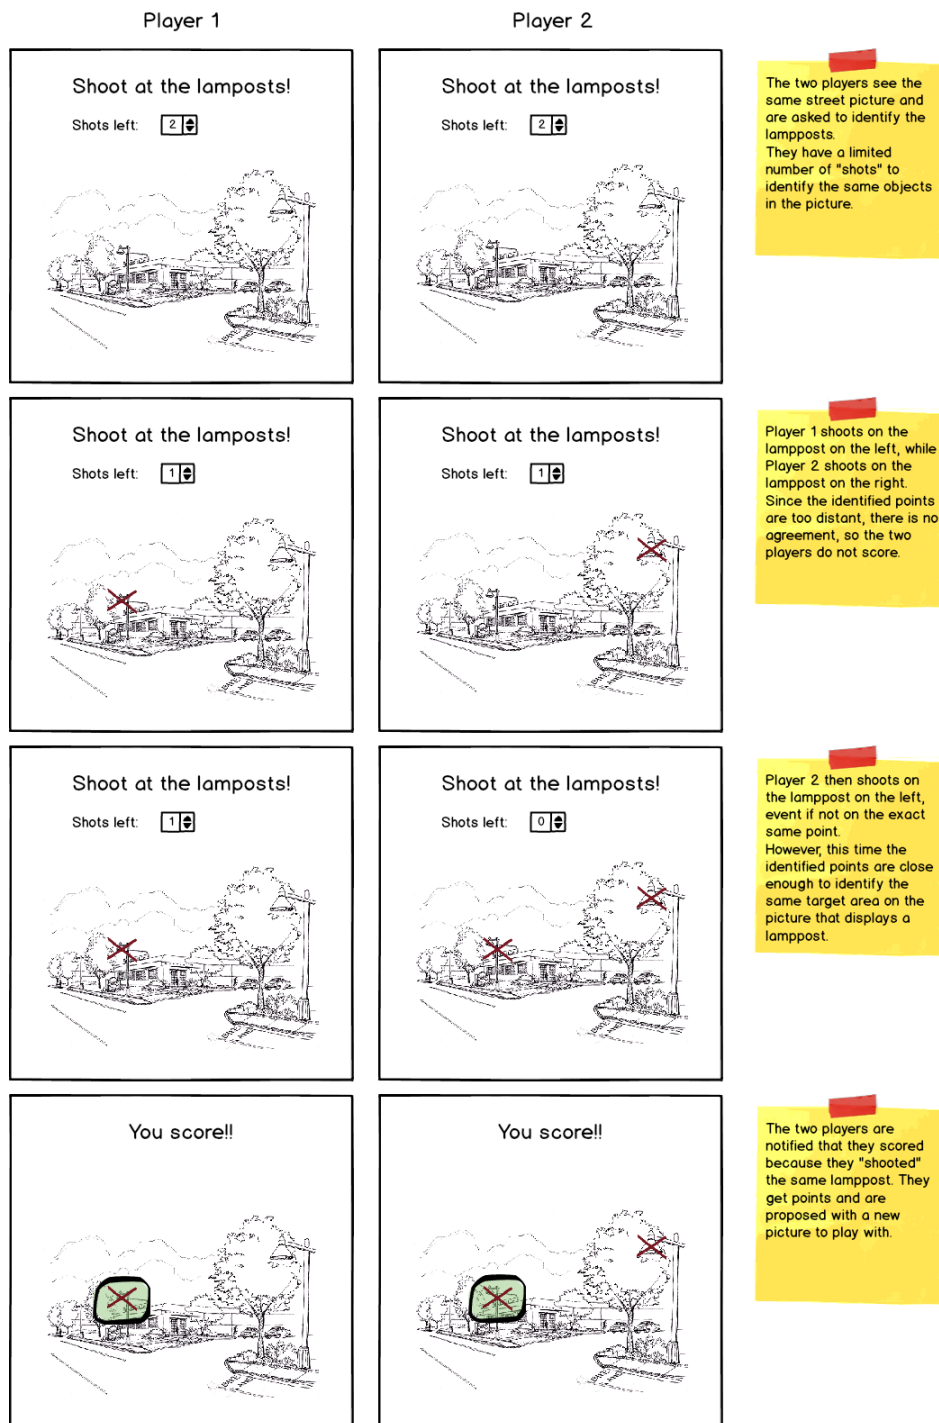 Player 1
Player 2
Shoot at the lamposts!
Shots left: 2
Shoot at the lamposts!
Shots left: 2
The two players see the
same street picture and
are asked to identify the
lampposts.
They have a limited
number of "shots" to
identify the same objects
in the picture.
Shoot at the lamposts!
Shots left: 1
Shoot at the lamposts!
Shots left: 1
Player 1 shoots on the
lamppost on the left, while
Player 2 shoots on the
lamppost on the right.
Since the identified points
are too distant, there is no
agreement, so the two
players do not score.
Shoot at the lamposts!
Shots left: 1
Shoot at the lamposts!
Shots left: 0
Player 2 then shoots on
the lamppost on the left,
event if not on the exact
same point.
However, this time the
identified points are close
enough to identify the
same target area on the
picture that displays a
lamppost.
You score!!
You score!!
The two players are
notified that they scored
because they "shooted"
the same lamppost. They
get points and are
proposed with a new
picture to play with.